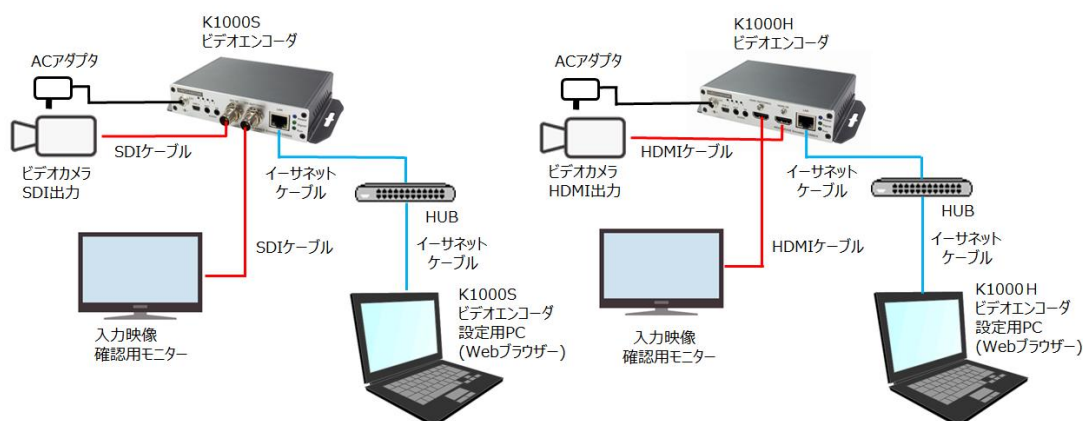 K1000S
ビデオエンコーダ
ACアダプタ
SDIケーブル
ビデオカメラ
SDI出力
イーサネット
ケーブル
HUB
SDIケーブル
イーサネット
ケーブル
入力映像
確認用モニター
K1000S
ビデオエンコーダ
設定用PC
(Webブラウザー)
K1000H
ビデオエンコーダ
ACアダプタ
HDMIケーブル
ビデオカメラ
HDMI出力
イーサネット
ケーブル
HUB
HDMIケーブル
イーサネット
ケーブル
入力映像
確認用モニター
K1000H
ビデオエンコーダ
設定用PC
(Webブラウザー)